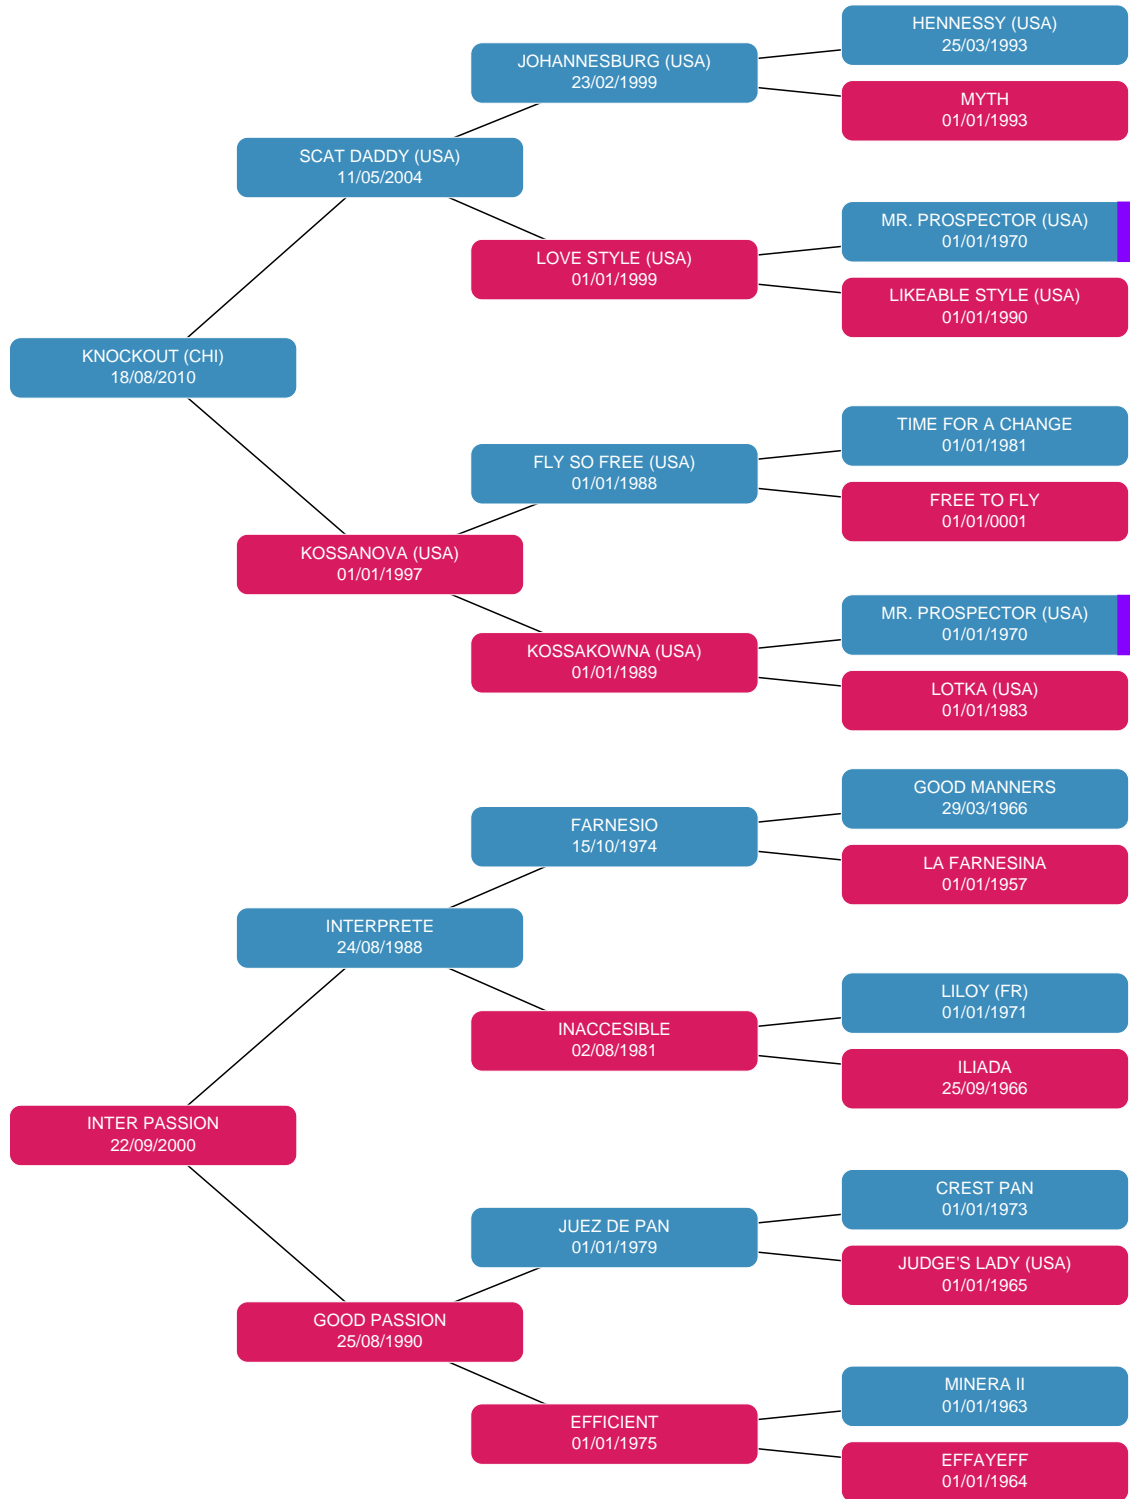 HENNESSY (USA)
25/03/1993
JOHANNESBURG (USA)
23/02/1999
MYTH
01/01/1993
SCAT DADDY (USA)
11/05/2004
MR. PROSPECTOR (USA)
01/01/1970
LOVE STYLE (USA)
01/01/1999
LIKEABLE STYLE (USA)
01/01/1990
KNOCKOUT (CHI)
18/08/2010
TIME FOR A CHANGE
01/01/1981
FLY SO FREE (USA)
01/01/1988
FREE TO FLY
01/01/0001
KOSSANOVA (USA)
01/01/1997
MR. PROSPECTOR (USA)
01/01/1970
KOSSAKOWNA (USA)
01/01/1989
LOTKA (USA)
01/01/1983
GOOD MANNERS
29/03/1966
FARNESIO
15/10/1974
LA FARNESINA
01/01/1957
INTERPRETE
24/08/1988
LILOY (FR)
01/01/1971
INACCESIBLE
02/08/1981
ILIADA
25/09/1966
INTER PASSION
22/09/2000
CREST PAN
01/01/1973
JUEZ DE PAN
01/01/1979
JUDGE'S LADY (USA)
01/01/1965
GOOD PASSION
25/08/1990
MINERA II
01/01/1963
EFFICIENT
01/01/1975
EFFAYEFF
01/01/1964